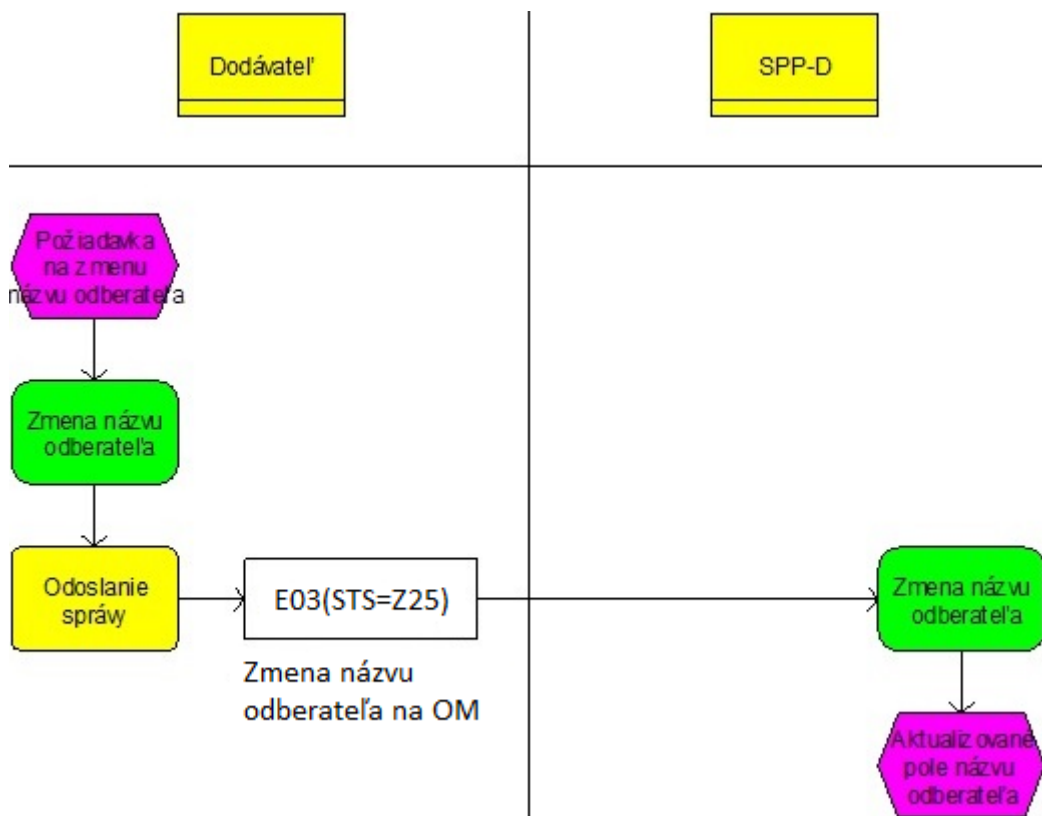 Dodávateľ
SPP-D
Požiadavka
na zmenu
názvu odberateľa
Zmena názvu
odberateľa
Odoslanie
správy
E03(STS=Z25)
Zmena názvu
odberateľa na OM
Zmena názvu
odberateľa
Aktualizované
pole názvu
odberateľa